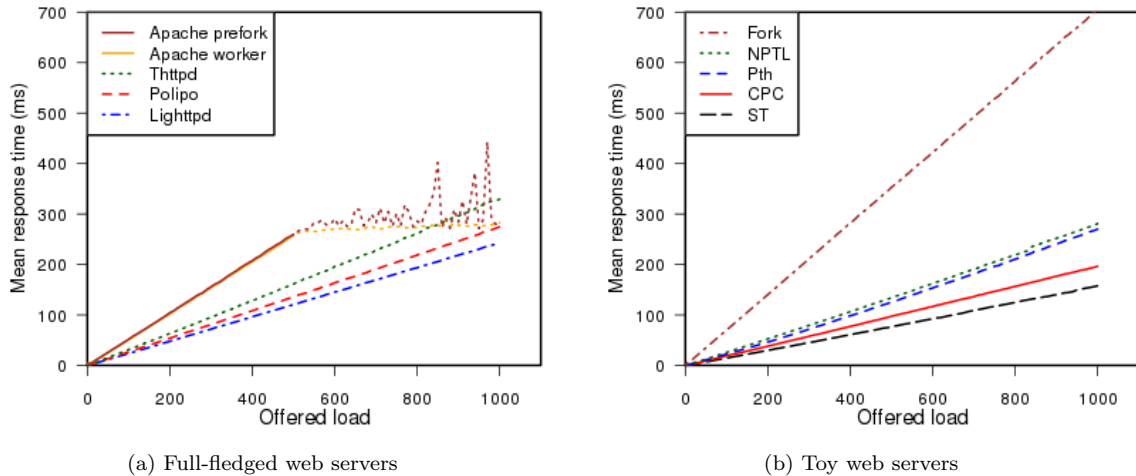 Mean response time (ms)
700
600
500
400
300
200
100
0
Apache prefork
Apache worker
Thttpd
Polipo
Lighttpd
0 200 400 600 800 1000
Offered load
(a) Full-fledged web servers
Mean response time (ms)
700
600
500
400
300
200
100
0
Fork
NPTL
Pth
CPC
ST
0 200 400 600 800 1000
Offered load
(b) Toy web servers